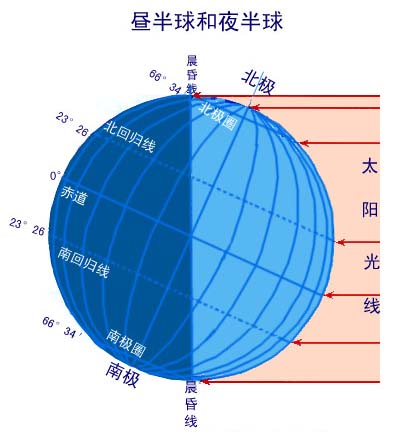 昼半球和夜半球
晨昏线
北极
66° 34′
北极圈
23° 26′
北回归线
太阳光线
0°
赤道
23° 26′
南回归线
66° 34′
南极圈
南极
晨昏线